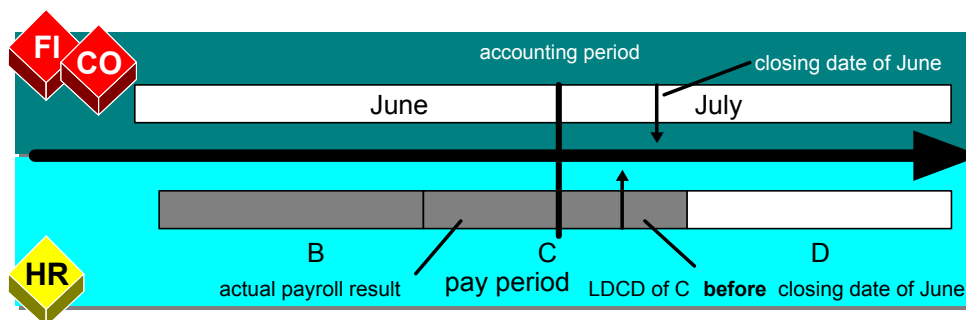 FI
CO
accounting period
closing date of June
June
July
B
C
D
HR
actual payroll result
pay period
LDCD of C before closing date of June